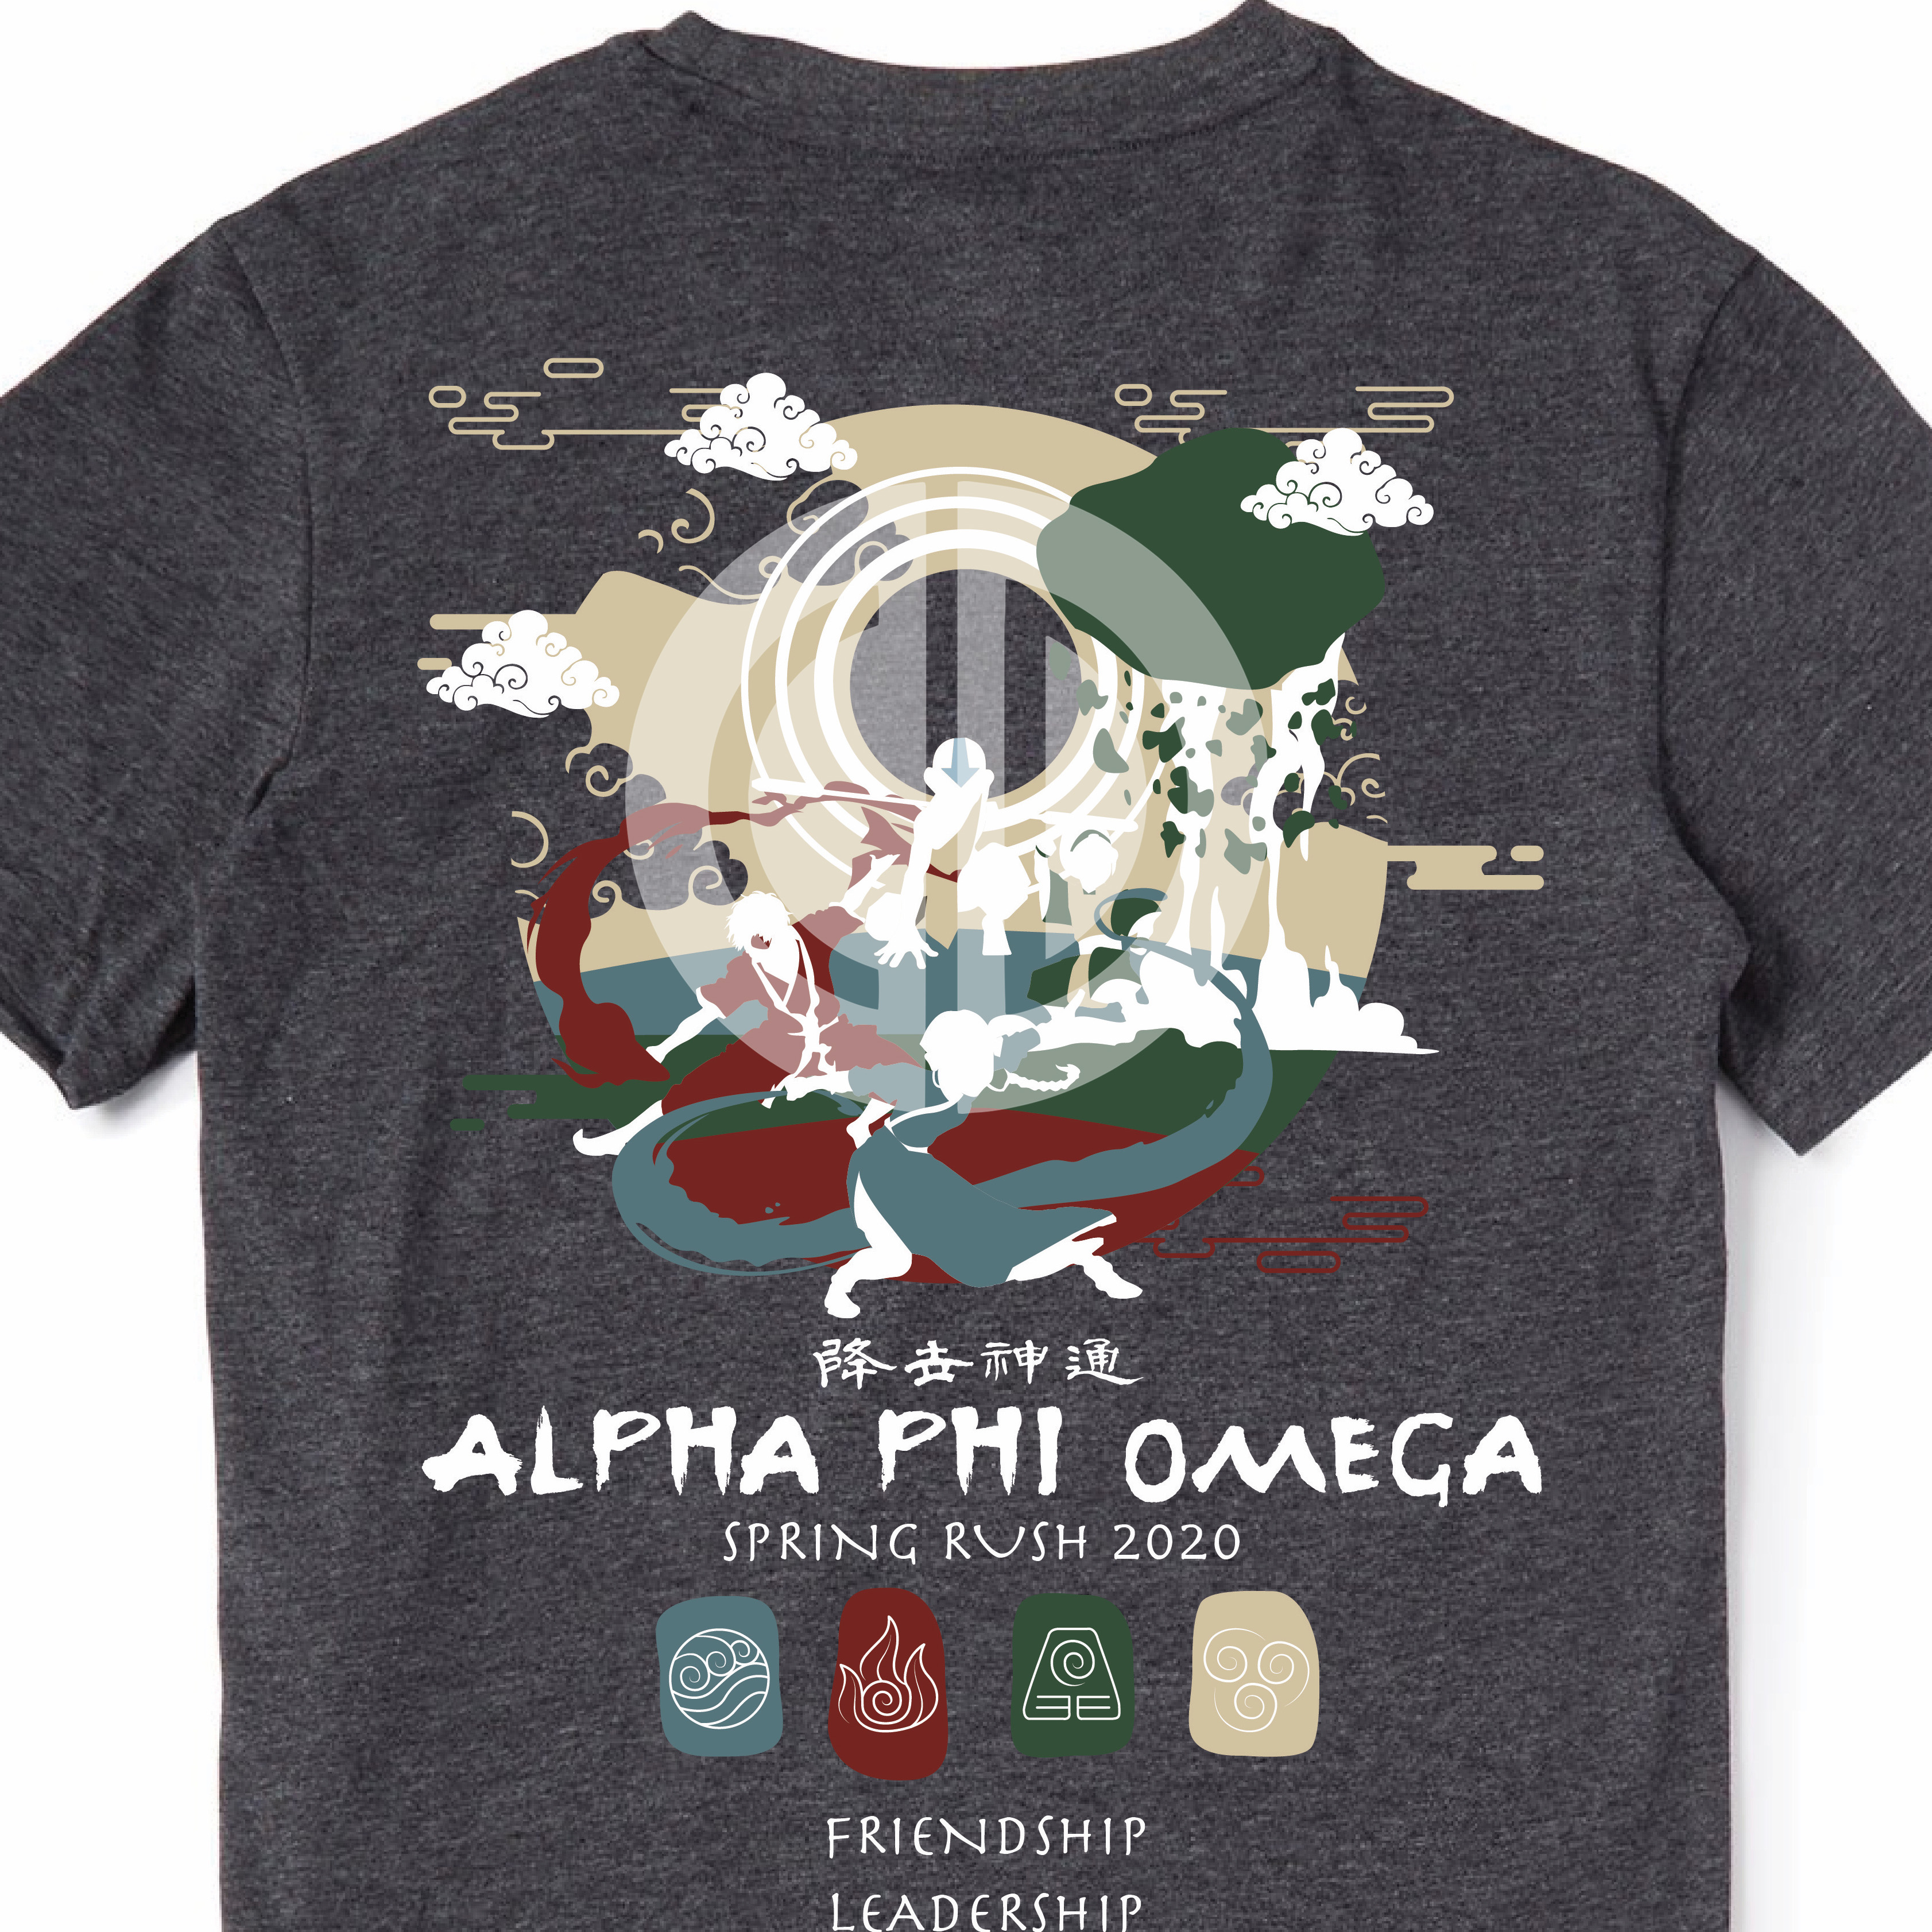 降去神通
ALPHA PHI OMEGA
SPRING RUSH 2020
FRIENDSHIP
LEADERSHIP